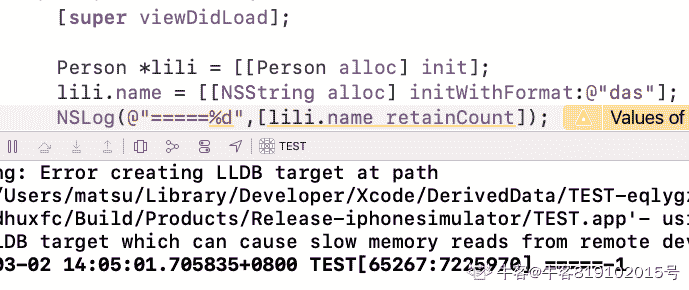 [super viewDidLoad];
Person *lili = [[Person alloc] init];
lili.name = [[NSString alloc] initWithFormat:@"das"];
NSLog(@"=====%d",[lili.name retainCount]);
Values of
TEST
ng: Error creating LLDB target at path
/Users/matsu/Library/Developer/Xcode/DerivedData/TEST-eqlygz
dhuxfc/Build/Products/Release-iphonesimulator/TEST.app'- usi
LDB target which can cause slow memory reads from remote dev
03-02 14:05:01.705835+0800 TEST[65267:7225970] =====-1
牛客@牛客819102015号